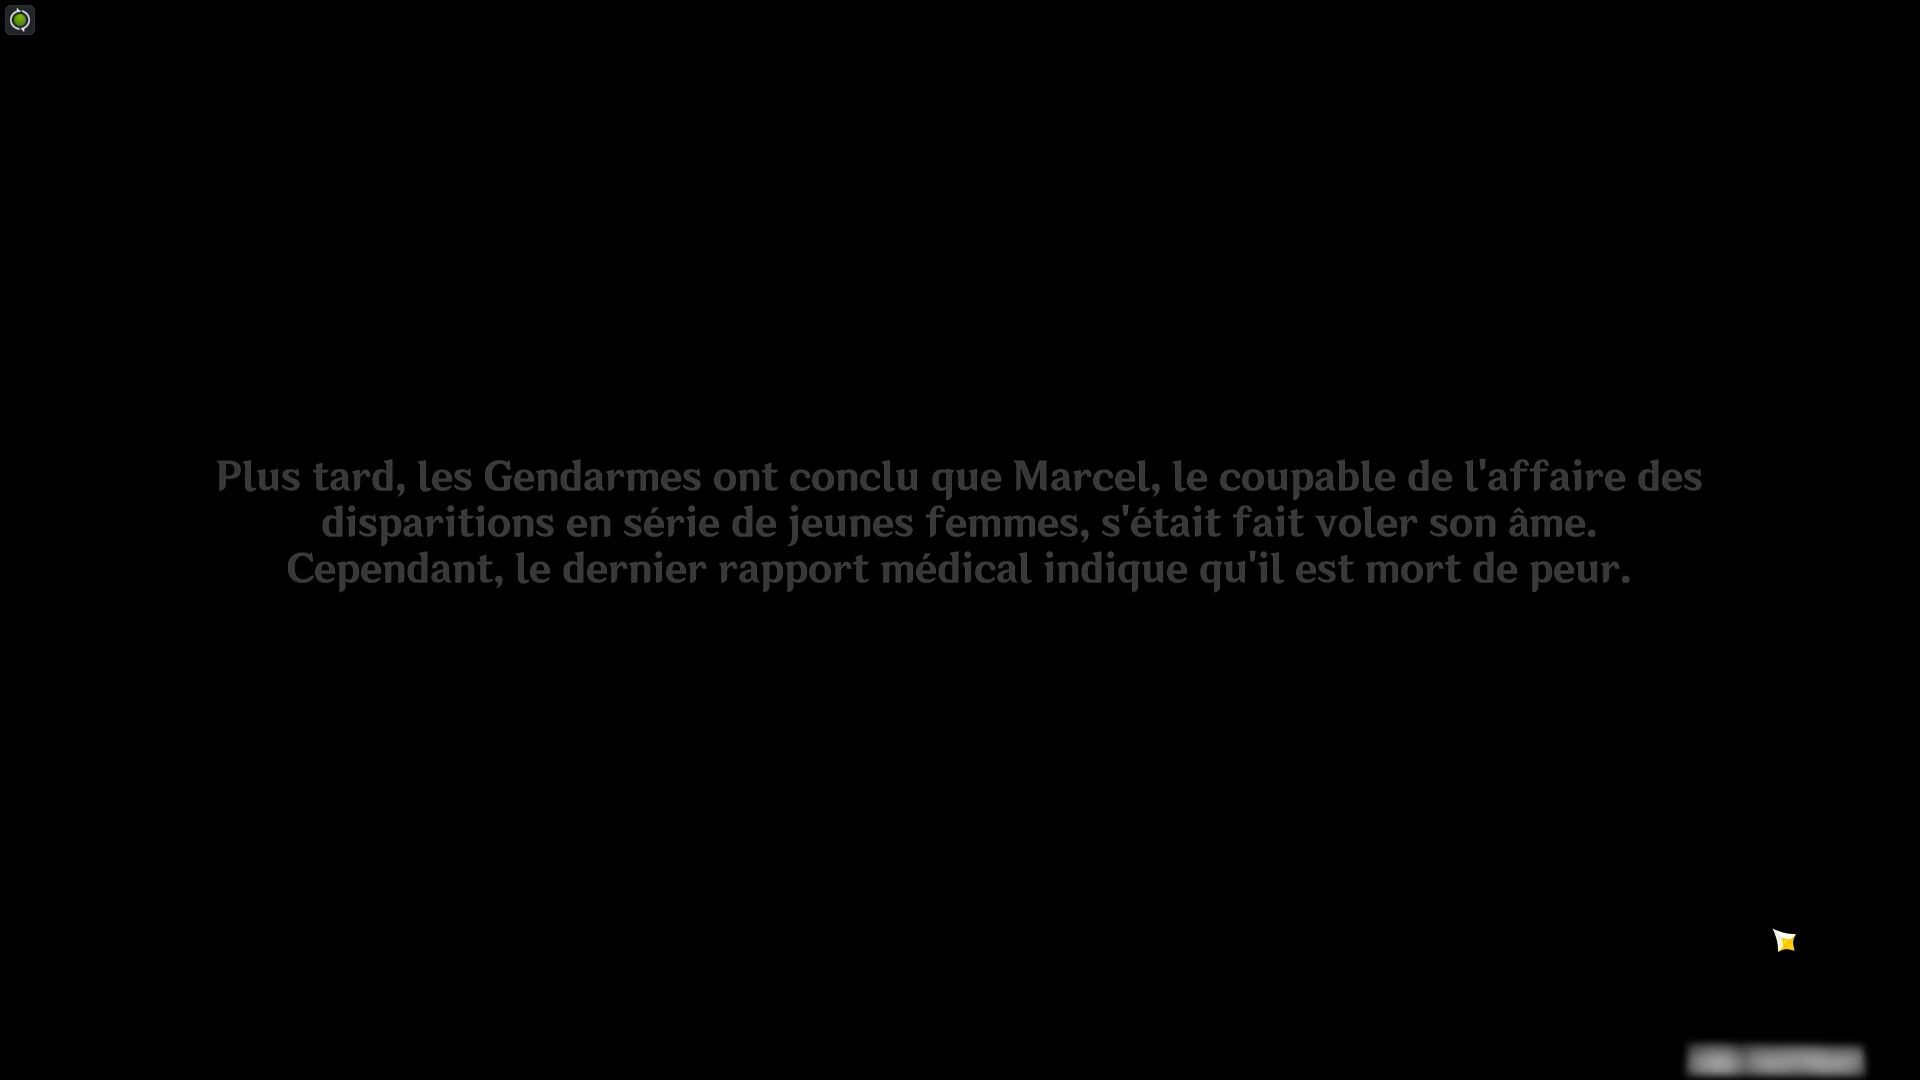 Plus tard, les Gendarmes ont conclu que Marcel, le coupable de l'affaire des
disparitions en série de jeunes femmes, s'était fait voler son âme.
Cependant, le dernier rapport médical indique qu'il est mort de peur.